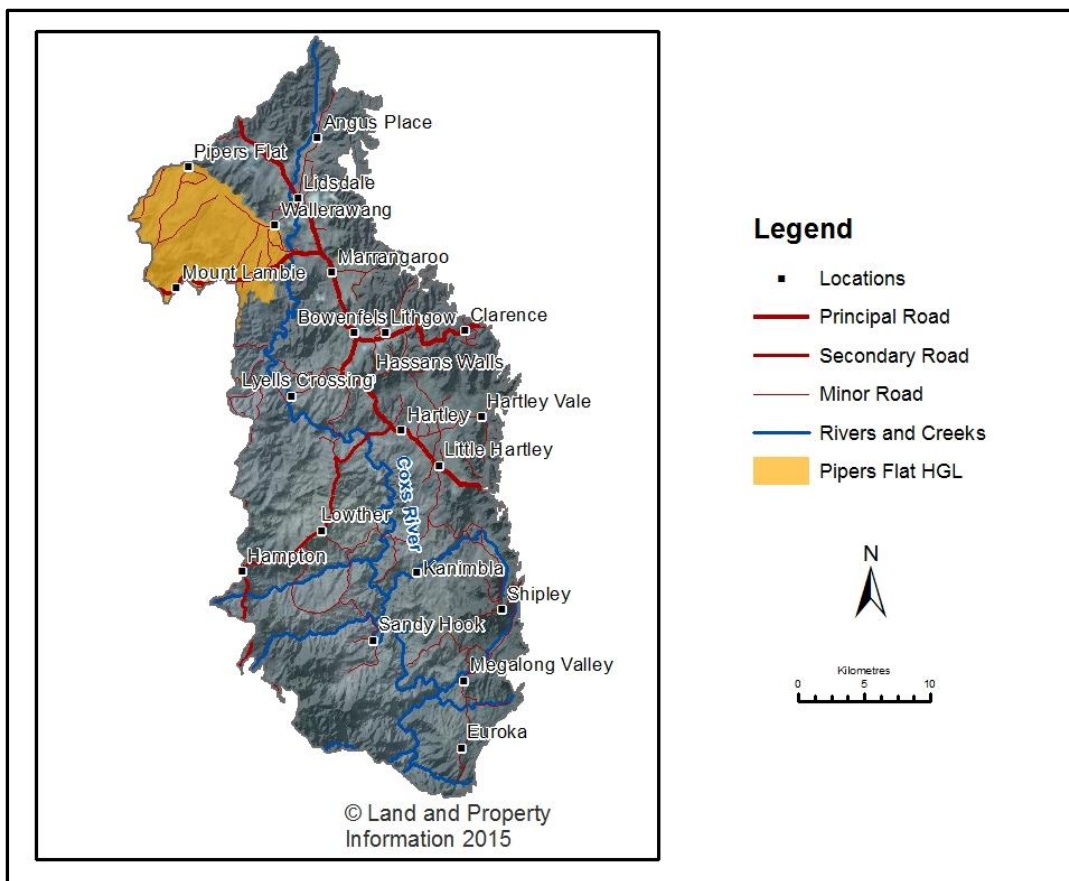 Angus Place
Pipers Flat
Lidsdale
Wallerawang
Marrangaroo
Mount Lambie
Bowenfels
Lithgow
Clarence
Hassans Walls
Lyells Crossing
Hartley Vale
Hartley
Little Hartley
Coxs River
Lowther
Hampton
Kanimbla
Shipley
Sandy Hook
Megalong Valley
Euroka
© Land and Property
Information 2015
Legend
Locations
Principal Road
Secondary Road
Minor Road
Rivers and Creeks
Pipers Flat HGL
N
Kilometres
0 5 10